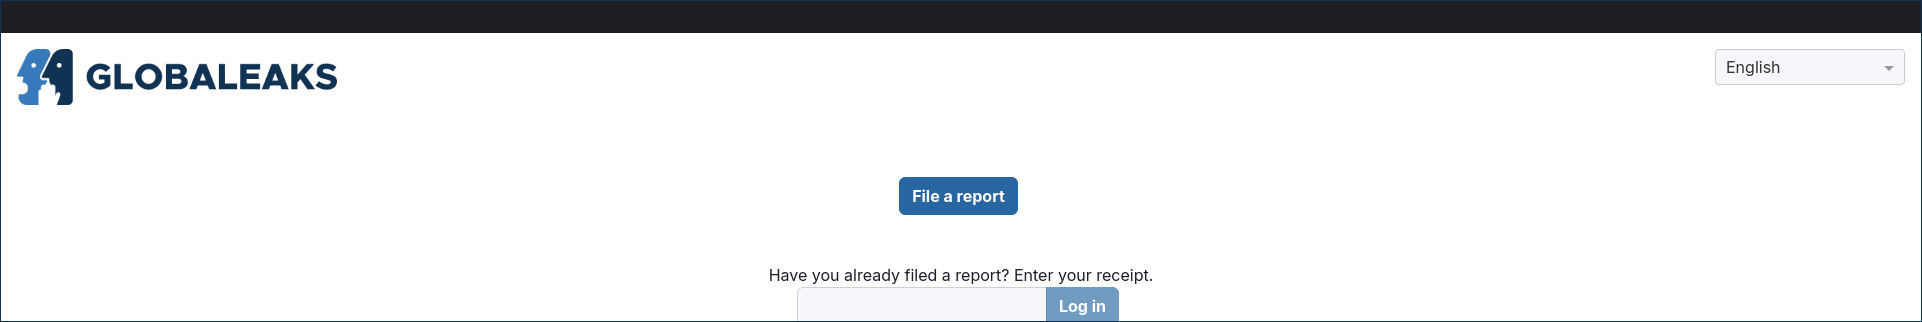 GLOBALEAKS
English
File a report
Have you already filed a report? Enter your receipt.
Log in